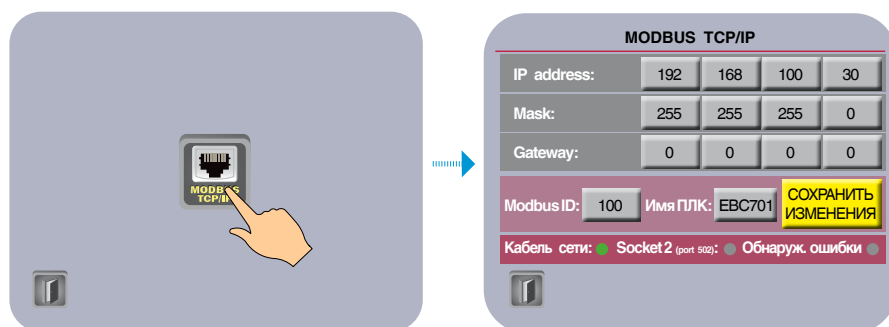 MODBUS
TCP/IP
MODBUS TCP/IP
IP address: 192 168 100 30
Mask: 255 255 255 0
Gateway: 0 0 0 0
Modbus ID: 100 Имя ПЛК: EBC701 СОХРАНИТЬ
ИЗМЕНЕНИЯ
Кабель сети: Socket 2 (port 502): Обнаруж. ошибки